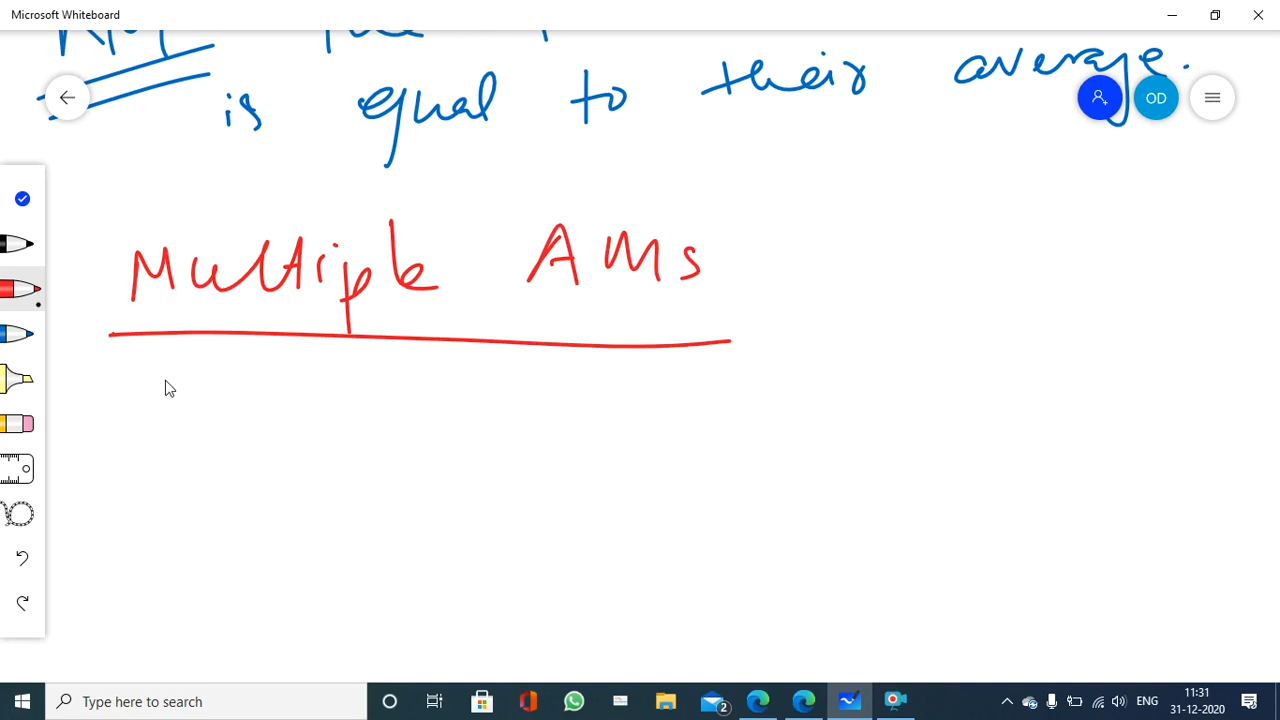 Microsoft Whiteboard
is equal to their average.
OD
Multiple AMs
Type here to search
2
ENG
11:31
31-12-2020